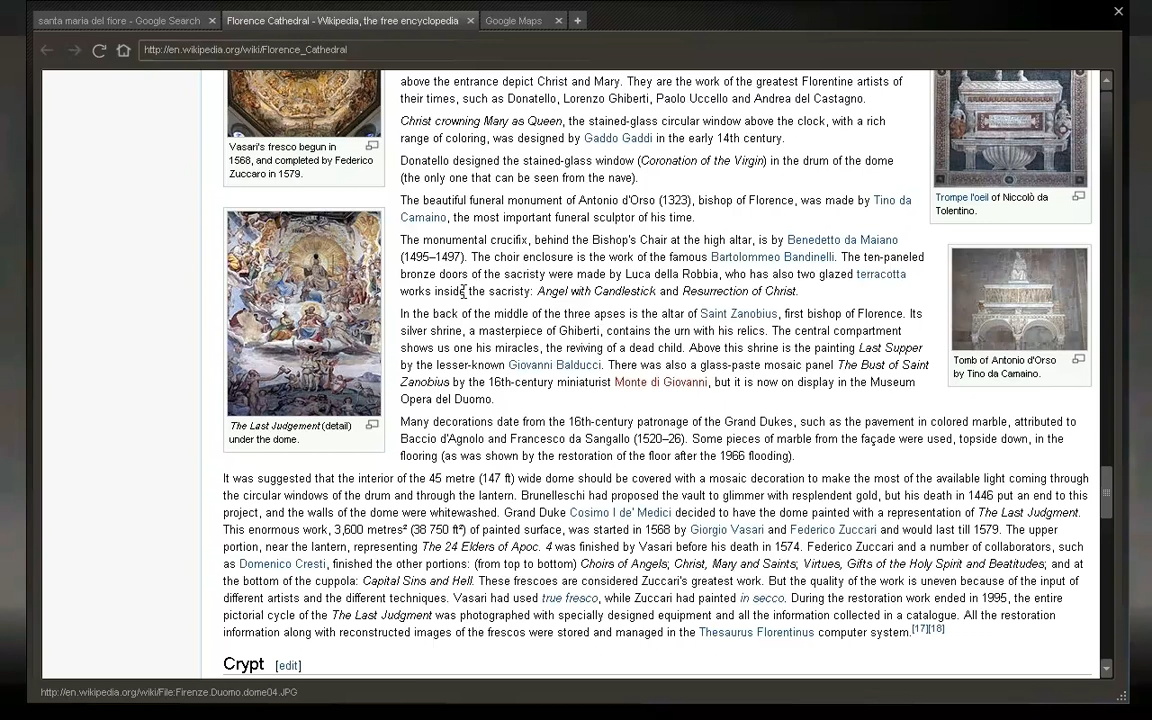 santa maria del fiore - Google Search
Florence Cathedral - Wikipedia, the free encyclopedia
Google Maps
http://en.wikipedia.org/wiki/Florence_Cathedral
Vasari's fresco begun in
1568, and completed by Federico
Zuccaro in 1579.
The Last Judgement (detail)
under the dome.
above the entrance depict Christ and Mary. They are the work of the greatest Florentine artists of
their times, such as Donatello, Lorenzo Ghiberti, Paolo Uccello and Andrea del Castagno.
Christ crowning Mary as Queen, the stained-glass circular window above the clock, with a rich
range of coloring, was designed by Gaddo Gaddi in the early 14th century.
Donatello designed the stained-glass window (Coronation of the Virgin) in the drum of the dome
(the only one that can be seen from the nave).
The beautiful funeral monument of Antonio d'Orso (1323), bishop of Florence, was made by Tino da
Camaino, the most important funeral sculptor of his time.
The monumental crucifix, behind the Bishop's Chair at the high altar, is by Benedetto da Maiano
(1495–1497). The choir enclosure is the work of the famous Bartolommeo Bandinelli. The ten-paneled
bronze doors of the sacristy were made by Luca della Robbia, who has also two glazed terracotta
works inside the sacristy: Angel with Candlestick and Resurrection of Christ.
In the back of the middle of the three apses is the altar of Saint Zanobius, first bishop of Florence. Its
silver shrine, a masterpiece of Ghiberti, contains the urn with his relics. The central compartment
shows us one his miracles, the reviving of a dead child. Above this shrine is the painting Last Supper
by the lesser-known Giovanni Balducci. There was also a glass-paste mosaic panel The Bust of Saint
Zanobius by the 16th-century miniaturist Monte di Giovanni, but it is now on display in the Museum
Opera del Duomo.
Many decorations date from the 16th-century patronage of the Grand Dukes, such as the pavement in colored marble, attributed to
Baccio d'Agnolo and Francesco da Sangallo (1520–26). Some pieces of marble from the façade were used, topside down, in the
flooring (as was shown by the restoration of the floor after the 1966 flooding).
Trompe l'oeil of Niccolò da
Tolentino.
Tomb of Antonio d'Orso
by Tino da Camaino.
It was suggested that the interior of the 45 metre (147 ft) wide dome should be covered with a mosaic decoration to make the most of the available light coming through
the circular windows of the drum and through the lantern. Brunelleschi had proposed the vault to glimmer with resplendent gold, but his death in 1446 put an end to this
project, and the walls of the dome were whitewashed. Grand Duke Cosimo I de' Medici decided to have the dome painted with a representation of The Last Judgment.
This enormous work, 3,600 metres² (38 750 ft²) of painted surface, was started in 1568 by Giorgio Vasari and Federico Zuccari and would last till 1579. The upper
portion, near the lantern, representing The 24 Elders of Apoc. 4 was finished by Vasari before his death in 1574. Federico Zuccari and a number of collaborators, such
as Domenico Cresti, finished the other portions: (from top to bottom) Choirs of Angels; Christ, Mary and Saints; Virtues, Gifts of the Holy Spirit and Beatitudes; and at
the bottom of the cuppola: Capital Sins and Hell. These frescoes are considered Zuccari's greatest work. But the quality of the work is uneven because of the input of
different artists and the different techniques. Vasari had used true fresco, while Zuccari had painted in secco. During the restoration work ended in 1995, the entire
pictorial cycle of the The Last Judgment was photographed with specially designed equipment and all the information collected in a catalogue. All the restoration
information along with reconstructed images of the frescos were stored and managed in the Thesaurus Florentinus computer system.[17][18]
Crypt [edit]
http://en.wikipedia.org/wiki/File:Firenze.Duomo.dome04.JPG